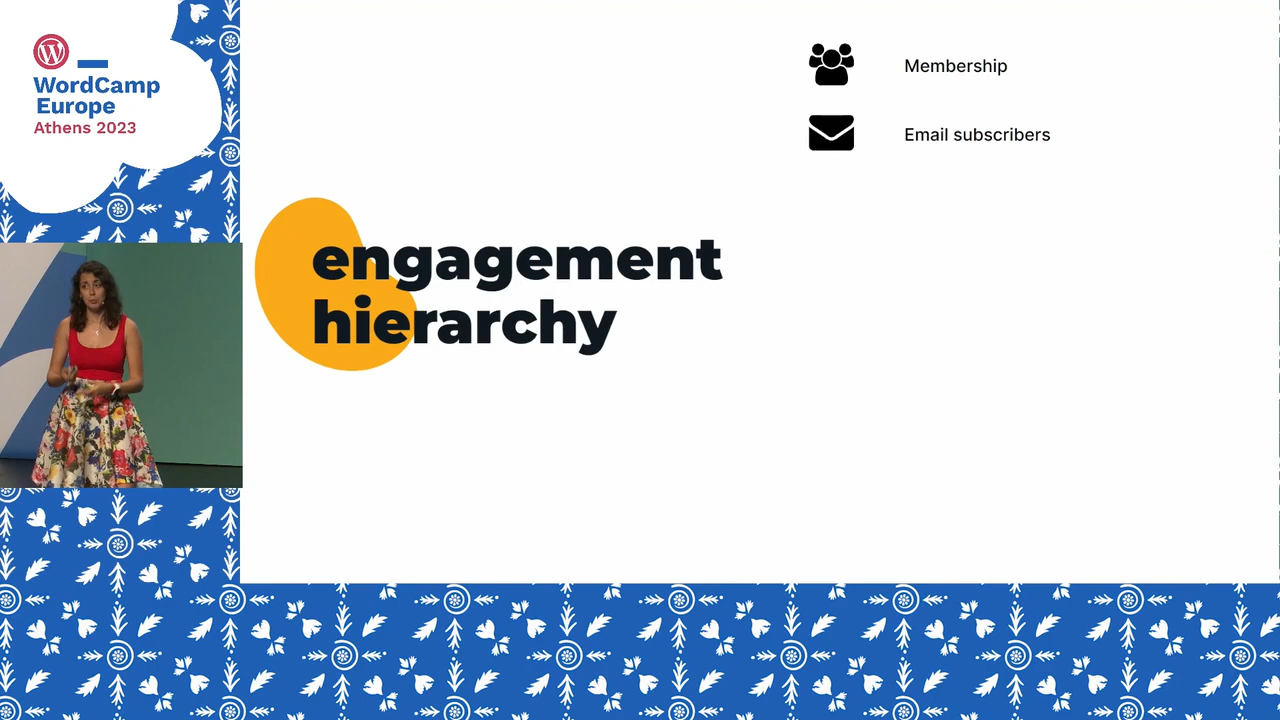 WordCamp
Europe
Athens 2023
Membership
Email subscribers
engagement
hierarchy